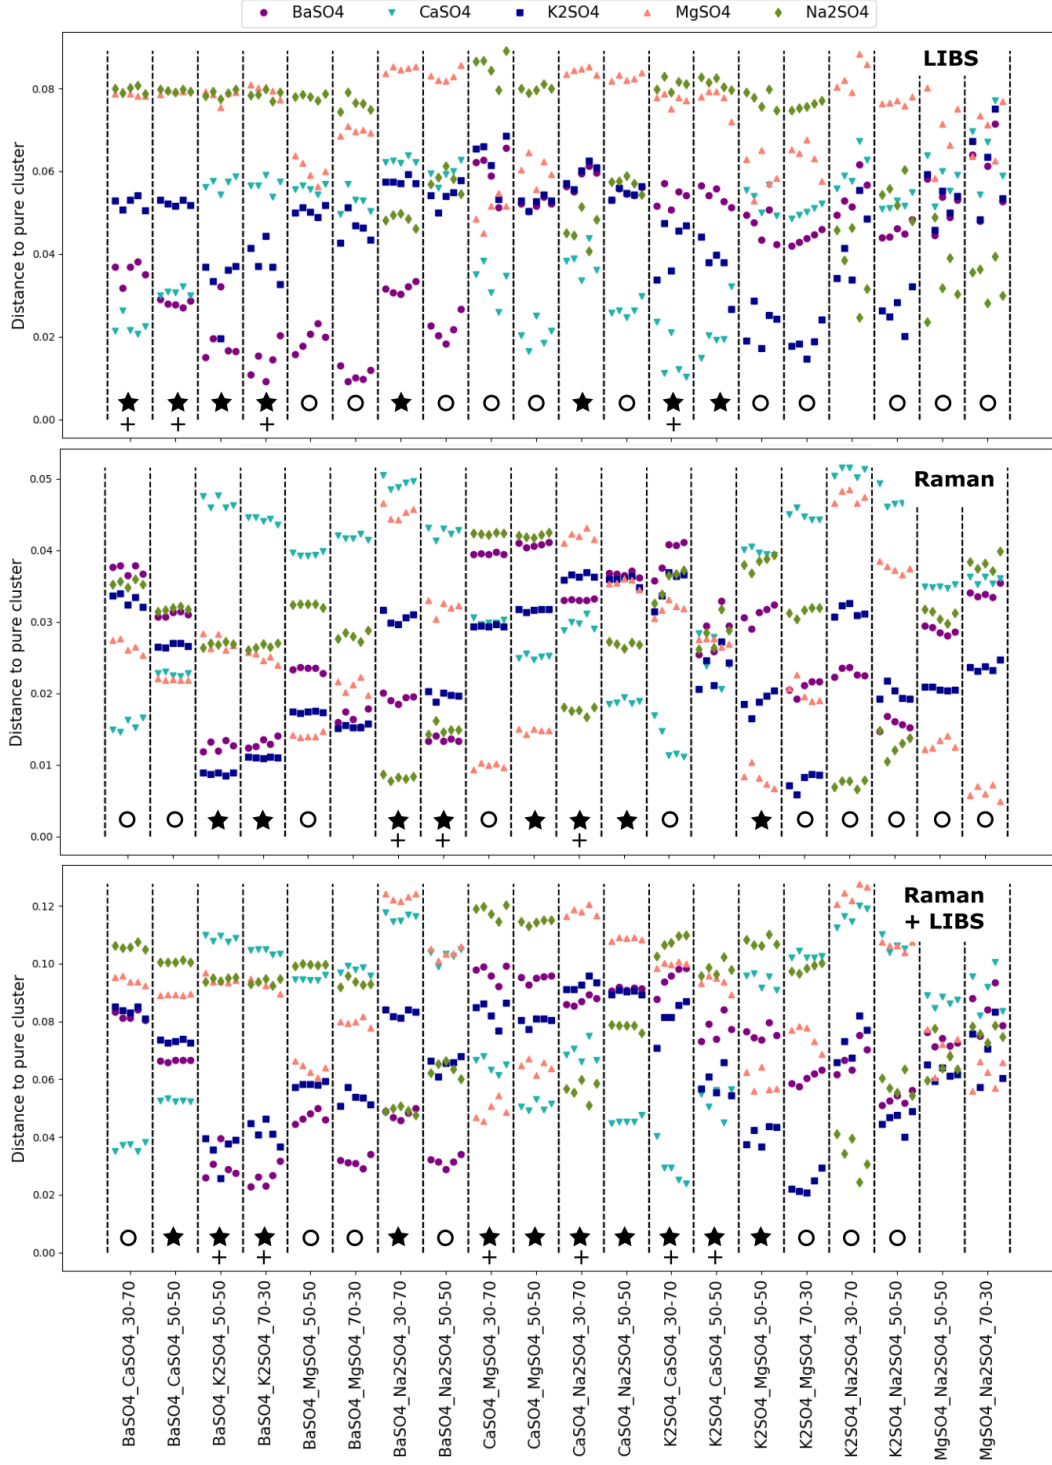 BaSO4 CaSO4 K2SO4 MgSO4 Na2SO4
LIBS
Distance to pure cluster
0.08
0.06
0.04
0.02
0.00
Raman
Distance to pure cluster
0.05
0.04
0.03
0.02
0.01
0.00
Raman
+ LIBS
Distance to pure cluster
0.12
0.10
0.08
0.06
0.04
0.02
0.00
BaSO4_CaSO4_30-70
BaSO4_CaSO4_50-50
BaSO4_K2SO4_50-50
BaSO4_K2SO4_70-30
BaSO4_MgSO4_50-50
BaSO4_MgSO4_70-30
BaSO4_Na2SO4_30-70
BaSO4_Na2SO4_50-50
CaSO4_MgSO4_30-70
CaSO4_MgSO4_50-50
CaSO4_Na2SO4_30-70
CaSO4_Na2SO4_50-50
K2SO4_CaSO4_30-70
K2SO4_CaSO4_50-50
K2SO4_MgSO4_50-50
K2SO4_MgSO4_70-30
K2SO4_Na2SO4_30-70
K2SO4_Na2SO4_50-50
MgSO4_Na2SO4_50-50
MgSO4_Na2SO4_70-30